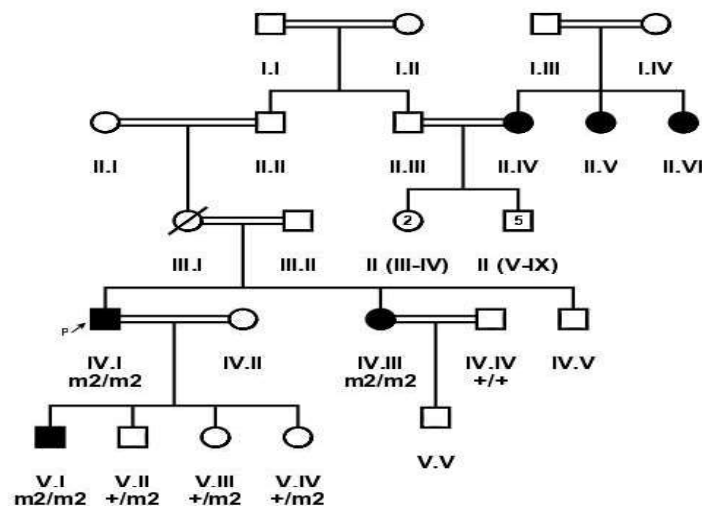 I.I I.II I.III I.IV
II.I II.II II.III II.IV II.V II.VI
2 5
III.I III.II II (III-IV) II (V-IX)
P
IV.I IV.II IV.III IV.IV IV.V
m2/m2 m2/m2 +/+
V.I V.II V.III V.IV V.V
m2/m2 +/m2 +/m2 +/m2